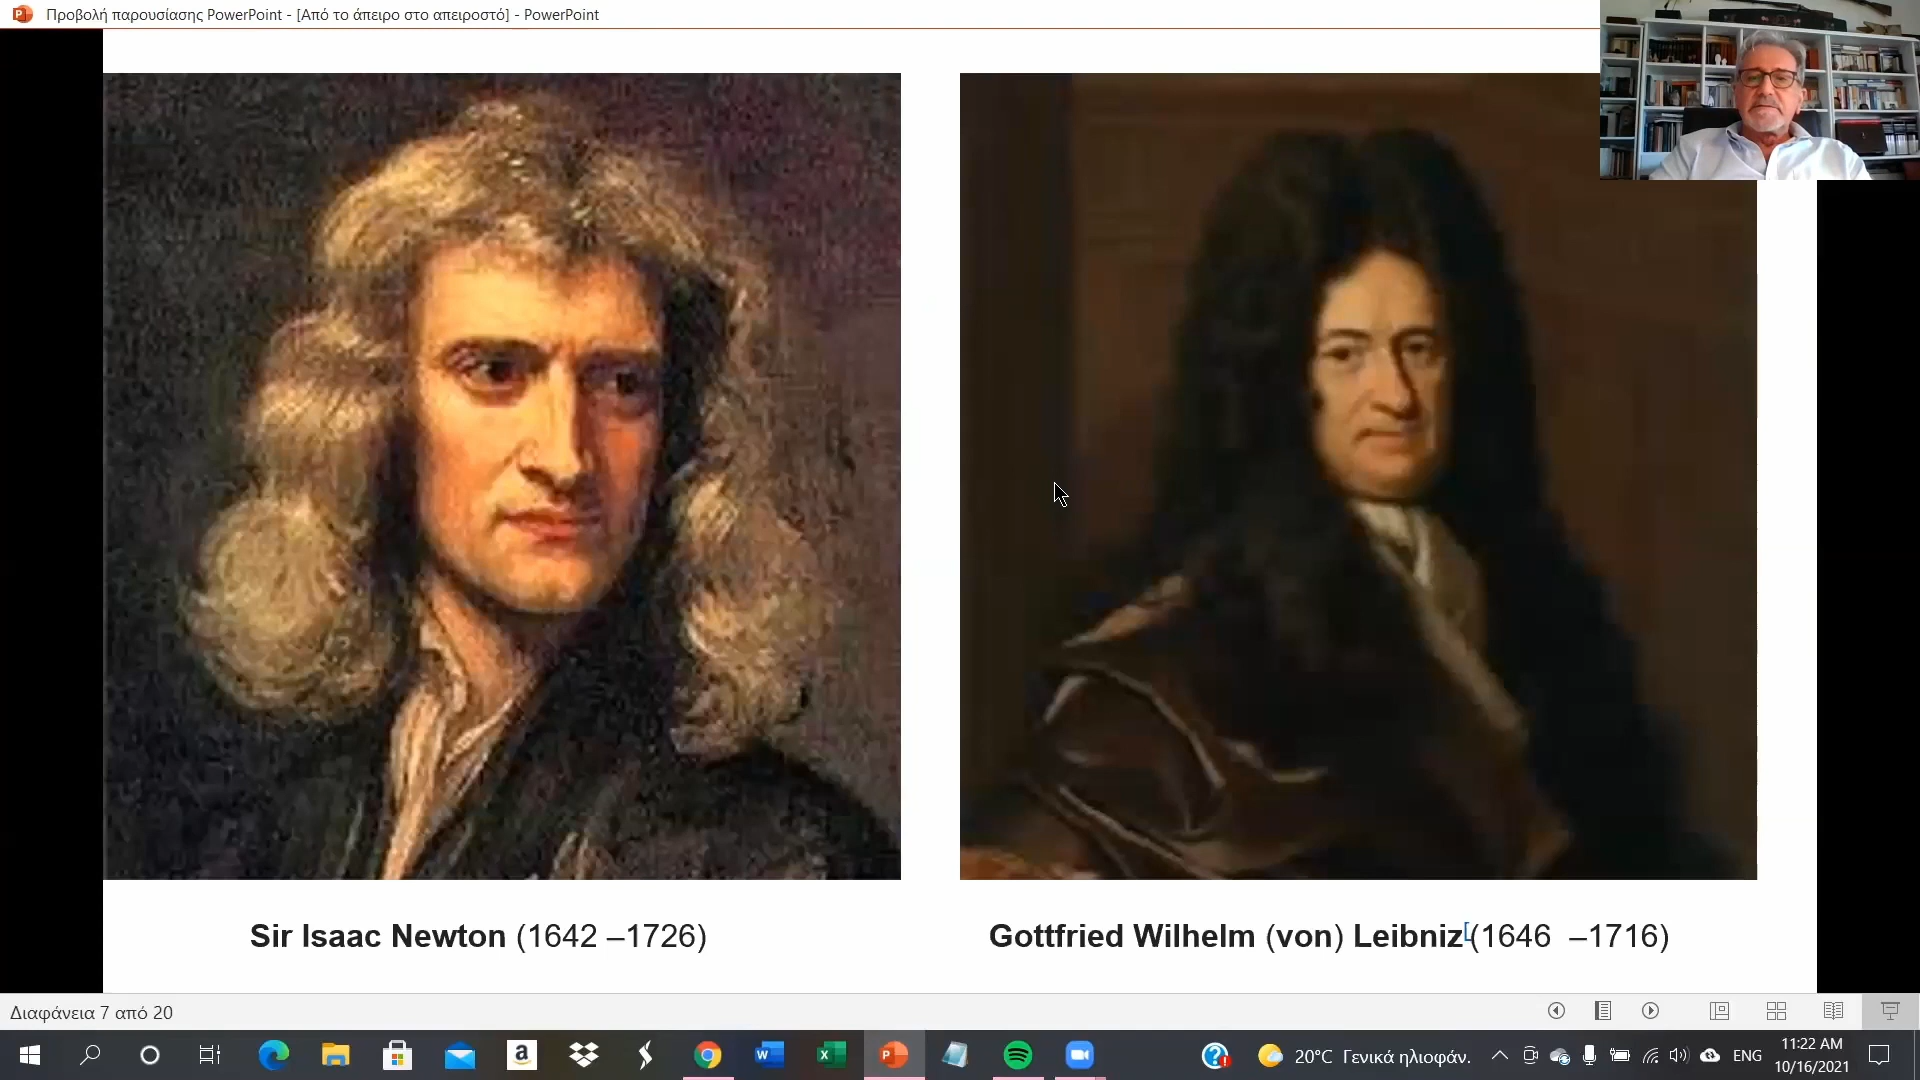 Προβολή παρουσίασης PowerPoint - [Από το άπειρο στο απειροστό] - PowerPoint
Sir Isaac Newton (1642 –1726)
Gottfried Wilhelm (von) Leibniz[(1646 –1716)
Διαφάνεια 7 από 20
20°C Γενικά ηλιοφάν.
ENG
11:22 AM
10/16/2021